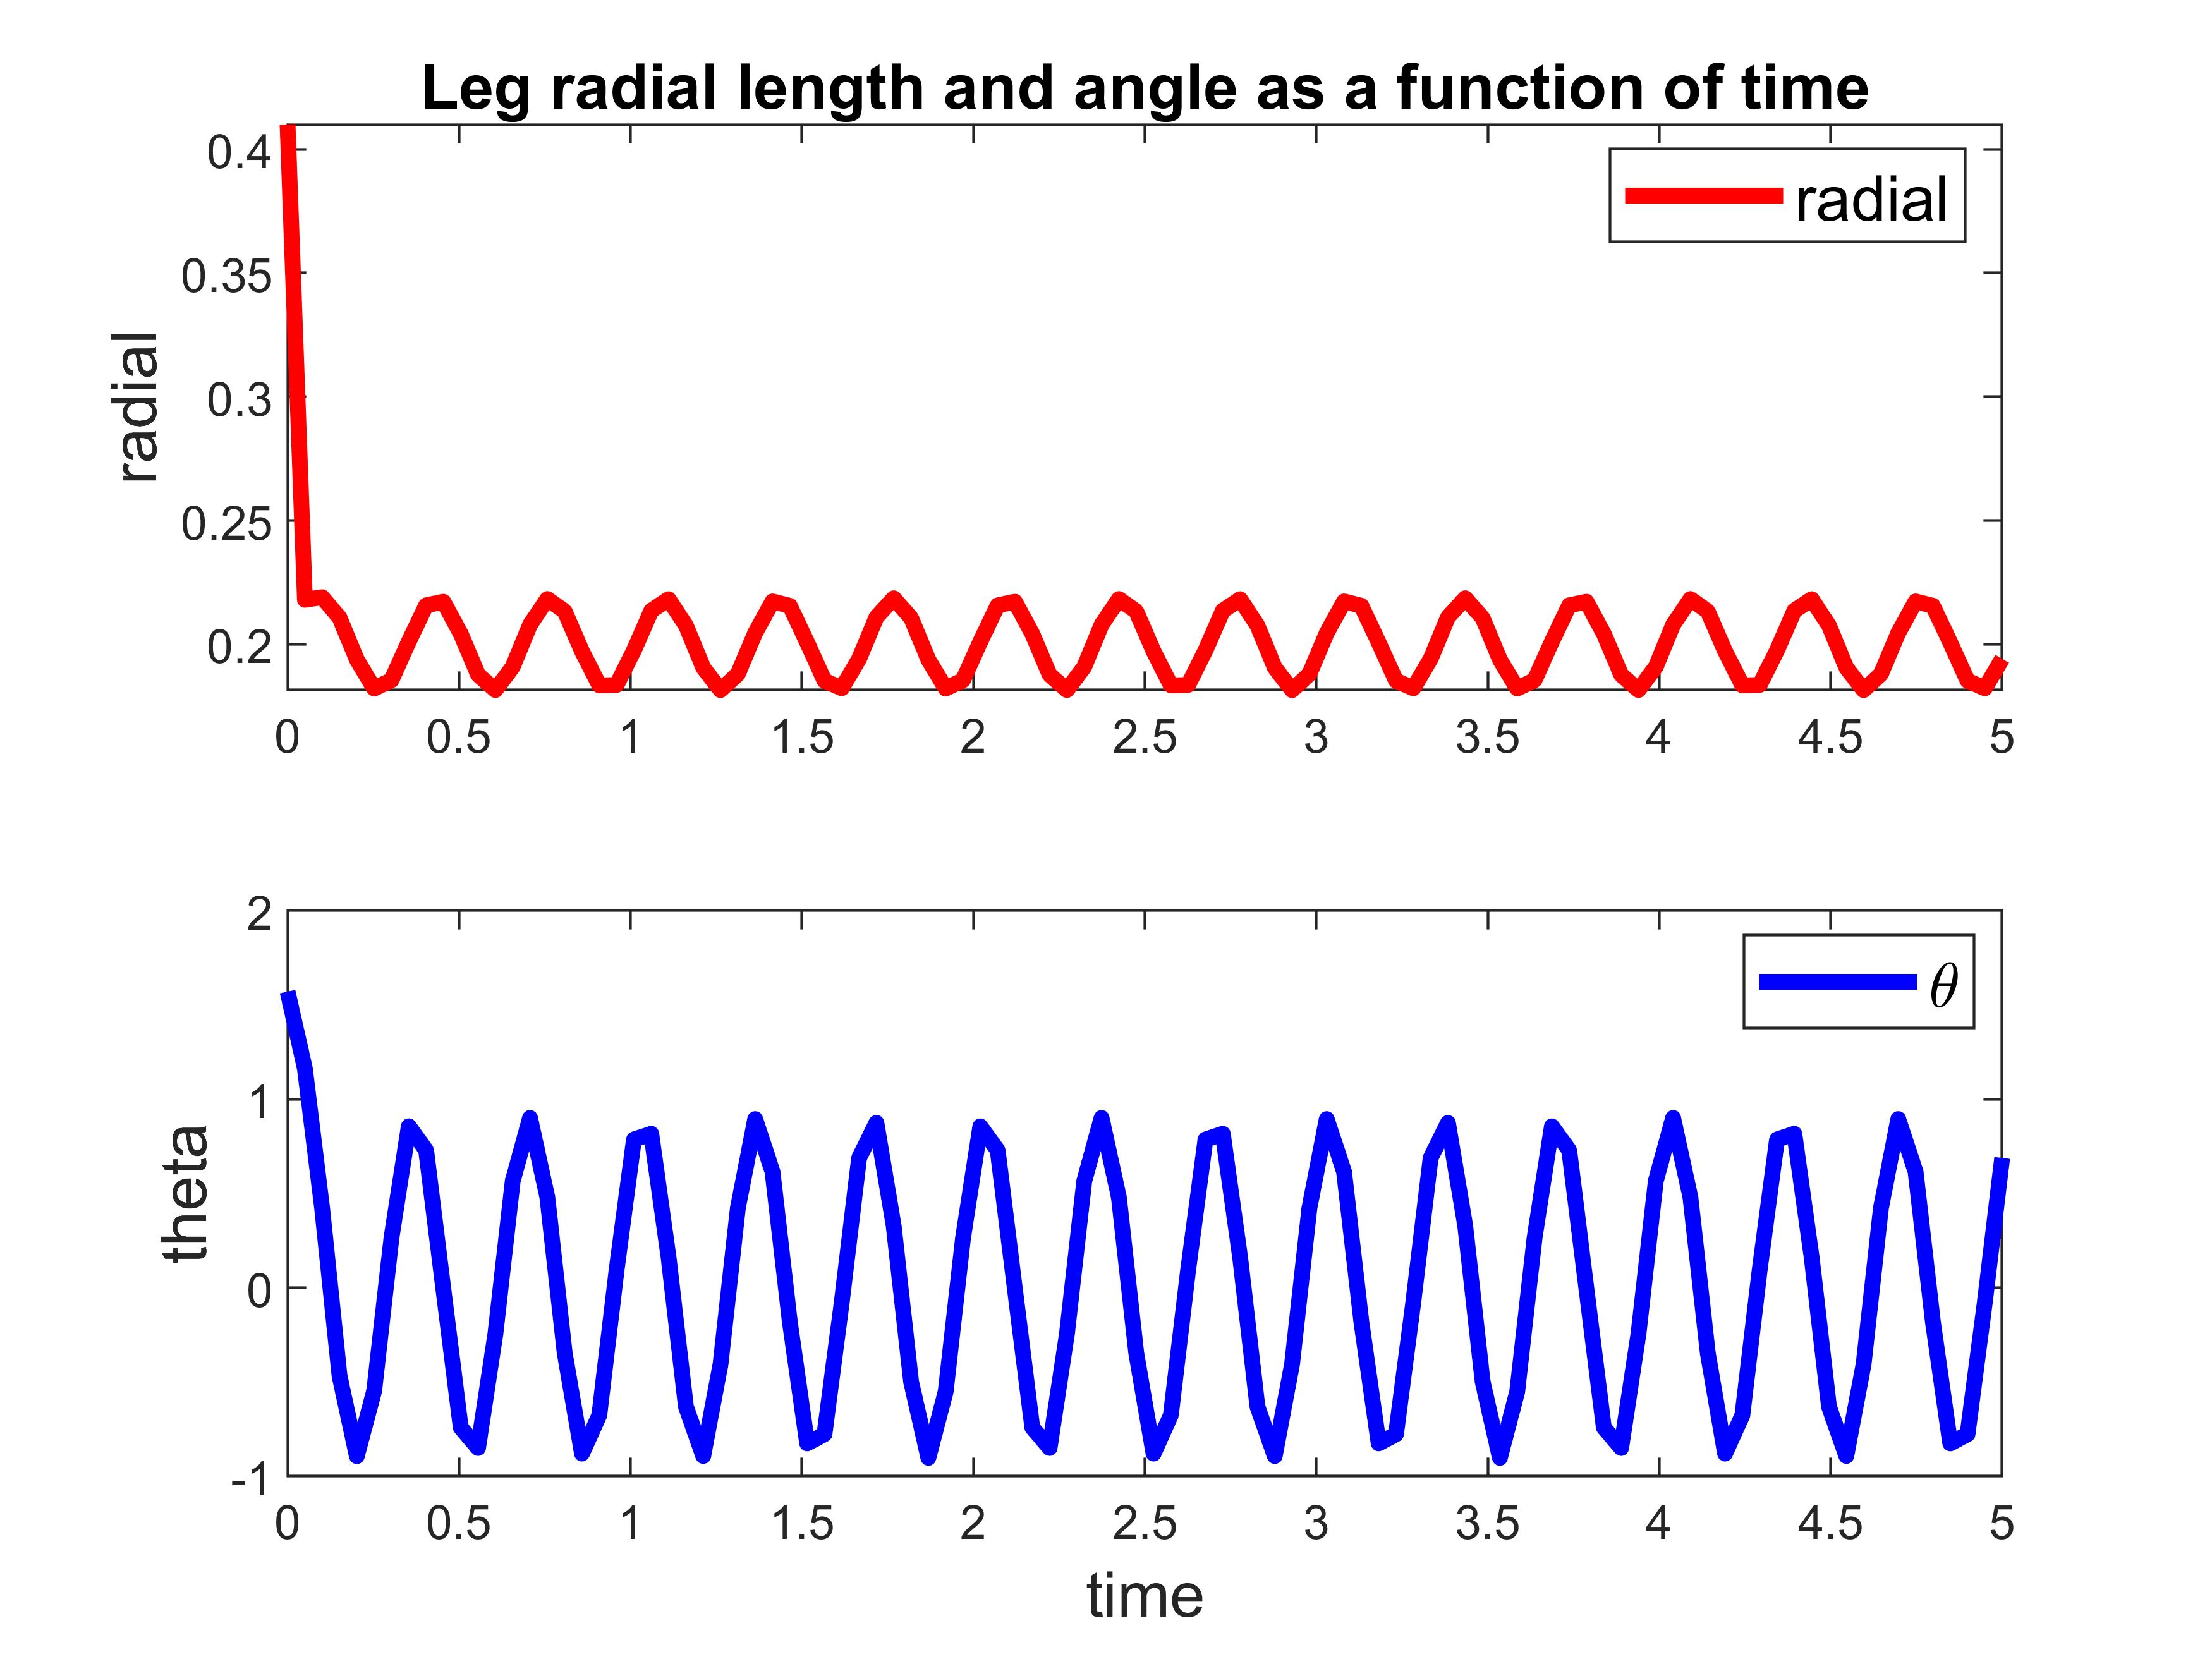 Leg radial length and angle as a function of time
0.4
0.35
0.3
0.25
0.2
radial
radial
0 0.5 1 1.5 2 2.5 3 3.5 4 4.5 5
2
1
0
-1
theta
θ
0 0.5 1 1.5 2 2.5 3 3.5 4 4.5 5
time